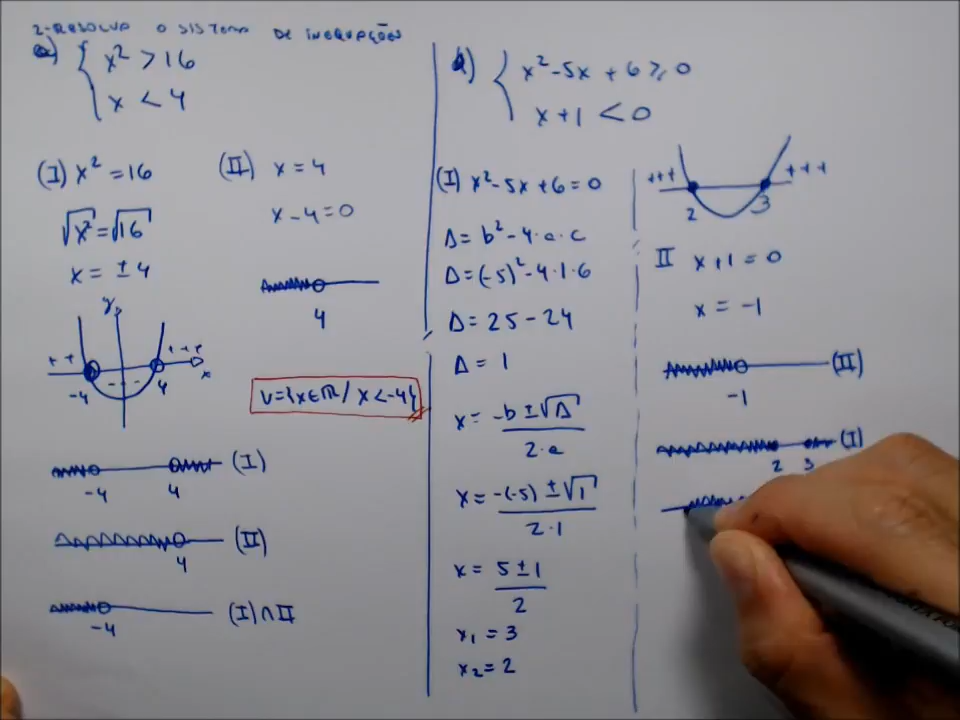 2-RESOLVA O SISTEMA DE INEQUAÇÕES
a) { x² > 16
x < 4
(I) x² = 16
√x² = √16
x = ± 4
y
+ + - - - + + +
-4 4 x
-4 4 (I)
4 (II)
-4 (I)∩II
(II) x = 4
x - 4 = 0
4
V={x∈R/ x<-4}
b) { x² - 5x + 6 ≥ 0
x + 1 < 0
(I) x² - 5x + 6 = 0
Δ = b² - 4·a·c
Δ = (-5)² - 4·1·6
Δ = 25 - 24
Δ = 1
x = -b ± √Δ / 2·a
x = -(-5) ± √1 / 2·1
x = 5 ± 1 / 2
x₁ = 3
x₂ = 2
+++ +++
2 3
II x + 1 = 0
x = -1
-1 (II)
2 3 (I)